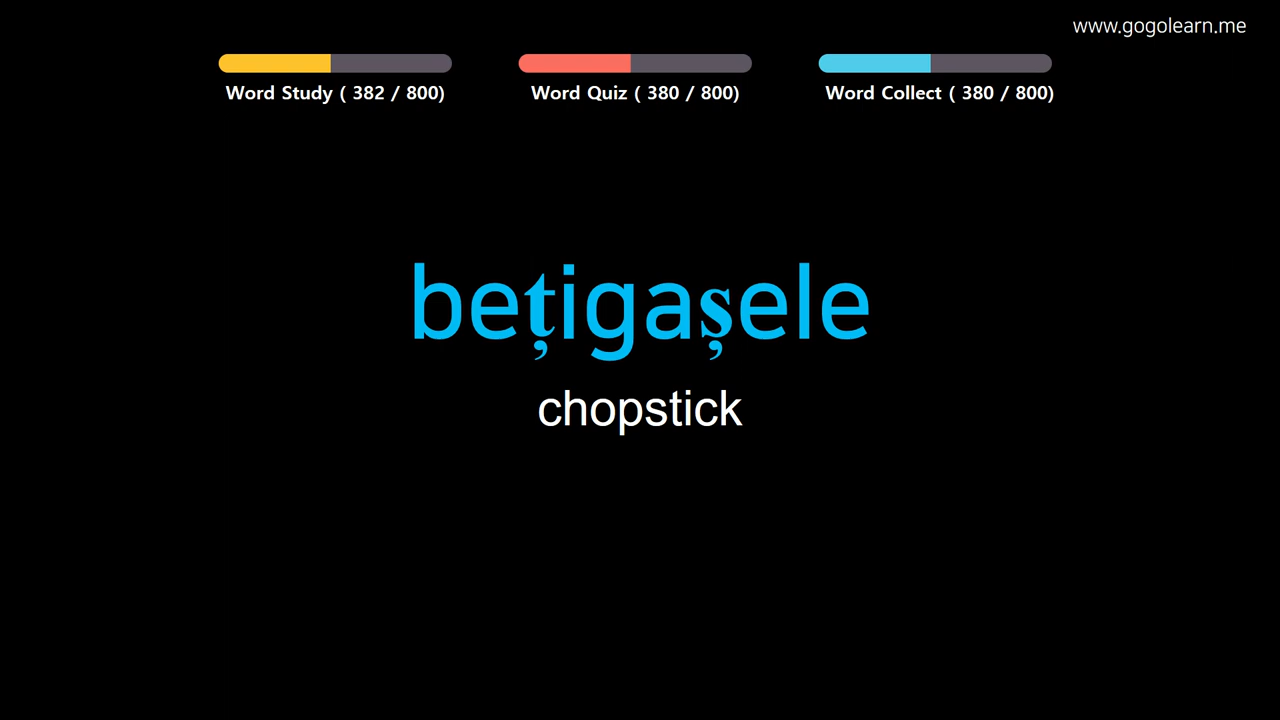 www.gogolearn.me
Word Study ( 382 / 800)
Word Quiz ( 380 / 800)
Word Collect ( 380 / 800)
bețigașele
chopstick